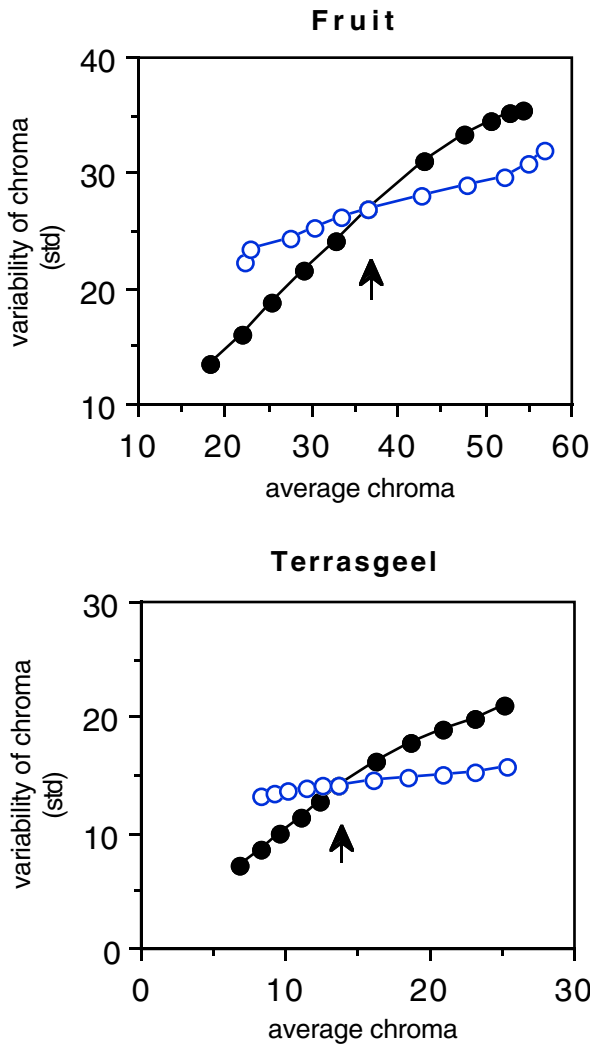 Fruit
variability of chroma
(std)
40
30
20
10
10 20 30 40 50 60
average chroma
Terrasgeel
variability of chroma
(std)
30
20
10
0
0 10 20 30
average chroma